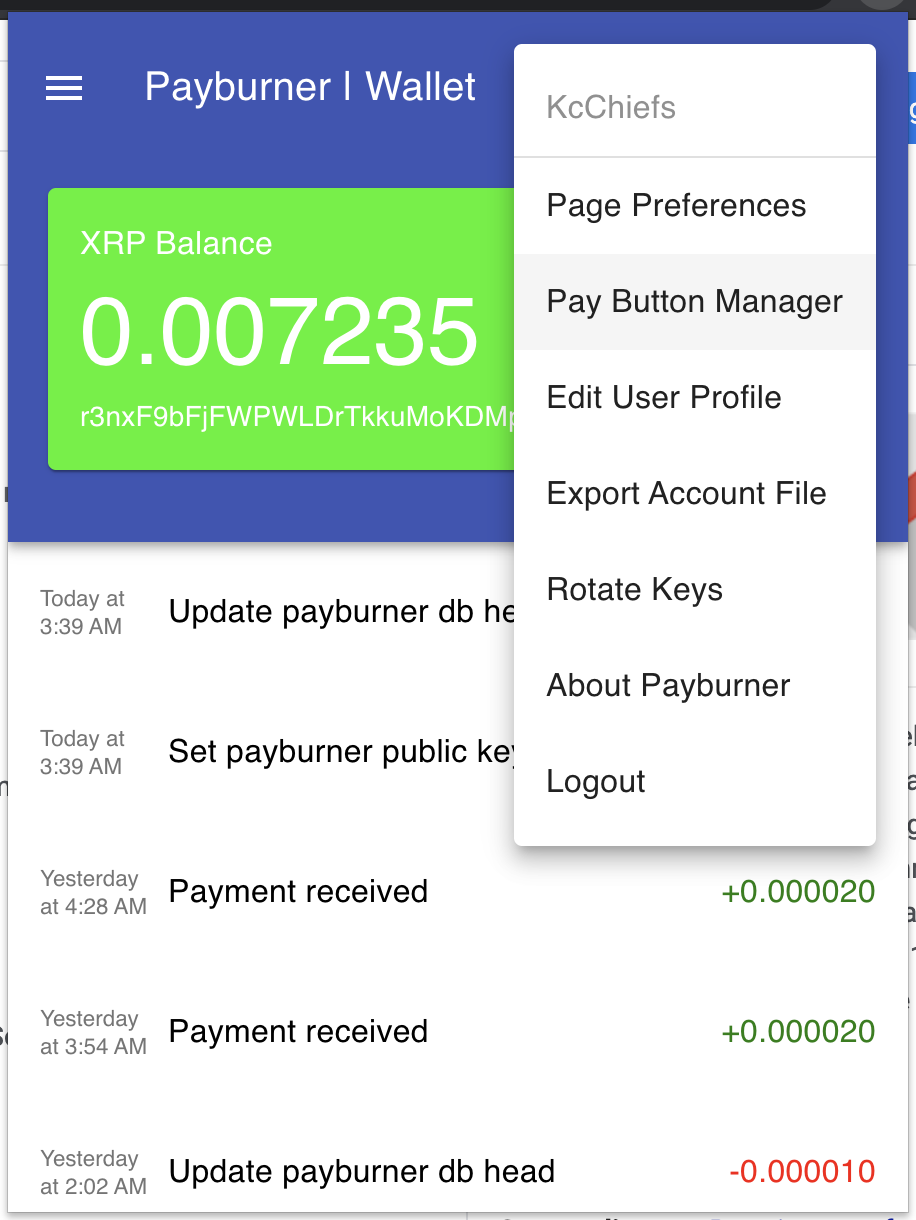 Payburner | Wallet
KcChiefs
Page Preferences
Pay Button Manager
Edit User Profile
Export Account File
Rotate Keys
About Payburner
Logout
XRP Balance
0.007235
r3nxF9bFjFWPWLDrTkkuMoKDM
Today at
3:39 AM
Update payburner db he
Today at
3:39 AM
Set payburner public key
Yesterday
at 4:28 AM
Payment received
+0.000020
Yesterday
at 3:54 AM
Payment received
+0.000020
Yesterday
at 2:02 AM
Update payburner db head
-0.000010